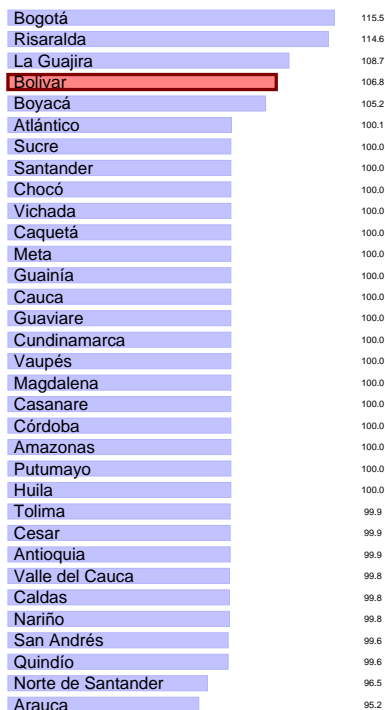 Bogotá 115.5
Risaralda 114.6
La Guajira 108.7
Bolivar 106.8
Boyacá 105.2
Atlántico 100.1
Sucre 100.0
Santander 100.0
Chocó 100.0
Vichada 100.0
Caquetá 100.0
Meta 100.0
Guainía 100.0
Cauca 100.0
Guaviare 100.0
Cundinamarca 100.0
Vaupés 100.0
Magdalena 100.0
Casanare 100.0
Córdoba 100.0
Amazonas 100.0
Putumayo 100.0
Huila 100.0
Tolima 99.9
Cesar 99.9
Antioquia 99.9
Valle del Cauca 99.8
Caldas 99.8
Nariño 99.8
San Andrés 99.6
Quindío 99.6
Norte de Santander 96.5
Arauca 95.2